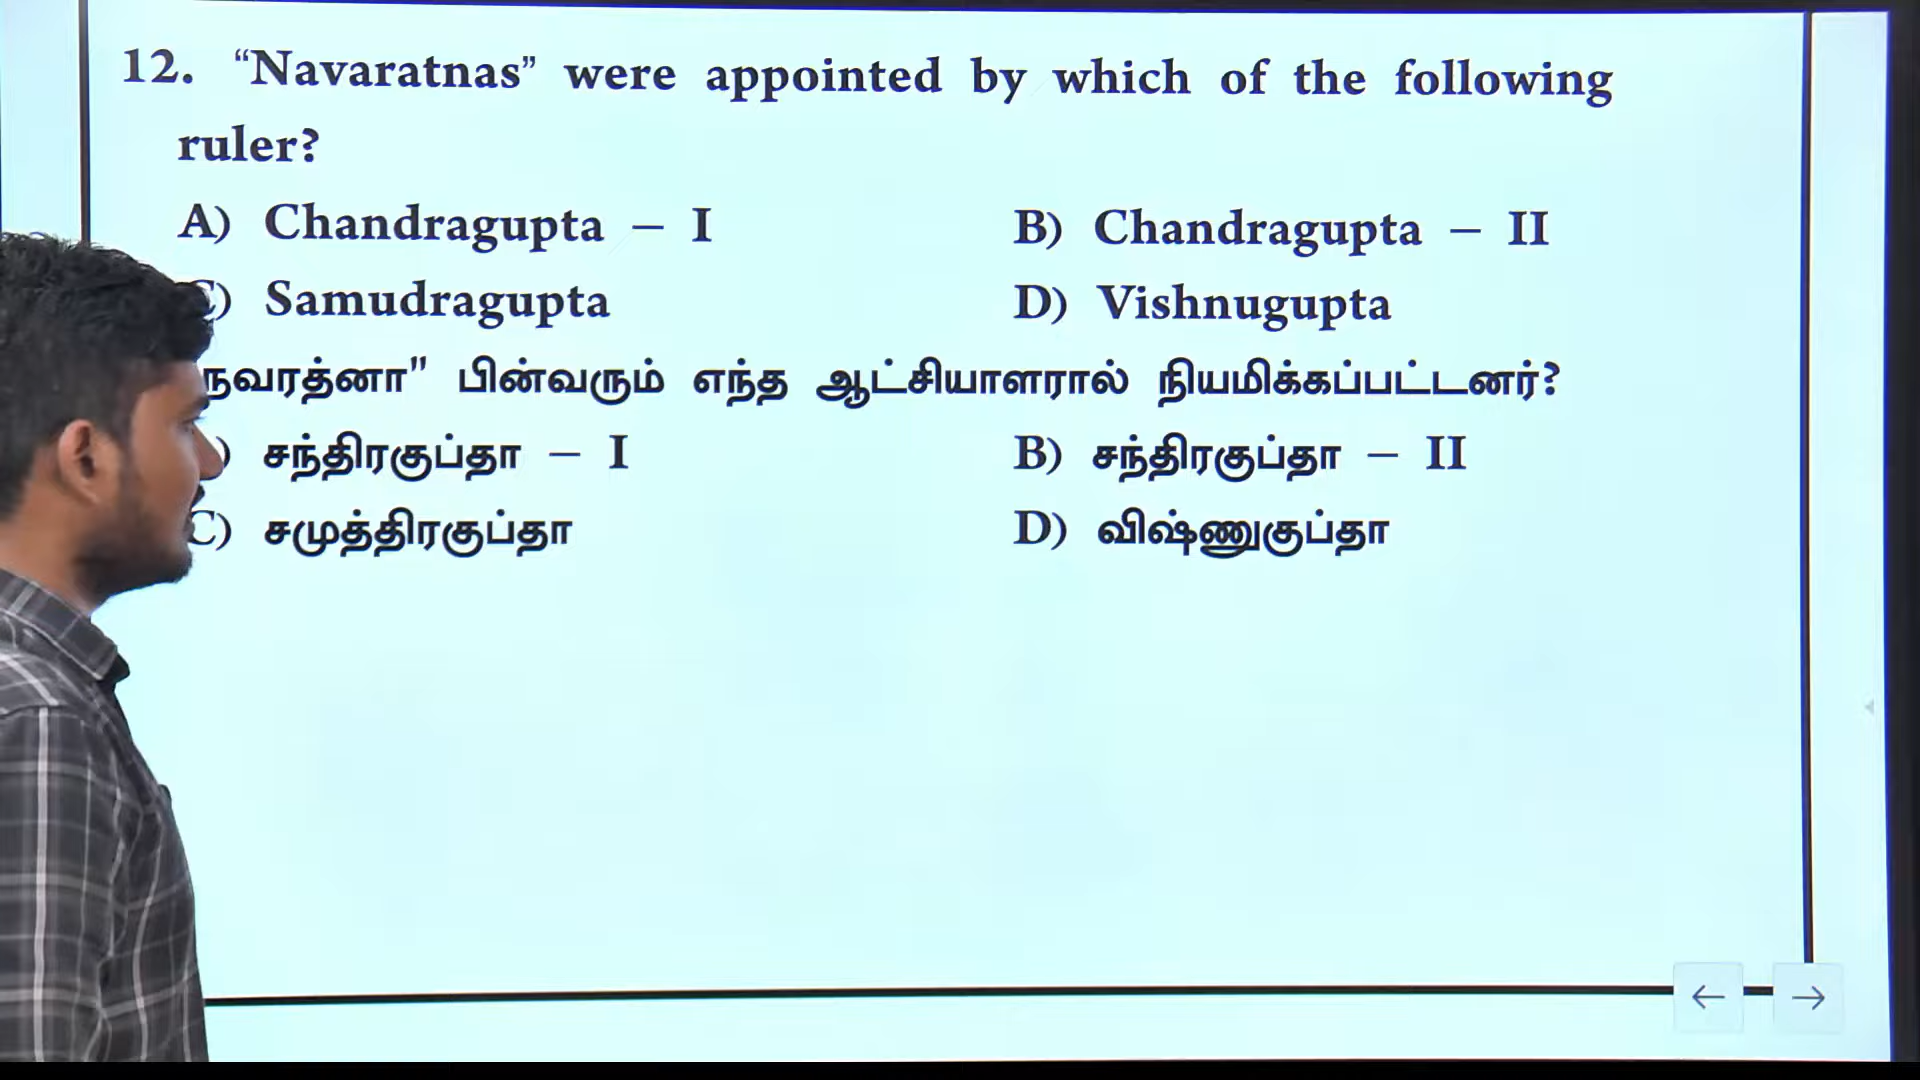 12. “Navaratnas” were appointed by which of the following
ruler?
A) Chandragupta – I B) Chandragupta – II
C) Samudragupta D) Vishnugupta
நவரத்னா" பின்வரும் எந்த ஆட்சியாளரால் நியமிக்கப்பட்டனர்?
) சந்திரகுப்தா – I B) சந்திரகுப்தா – II
C) சமுத்திரகுப்தா D) விஷ்ணுகுப்தா